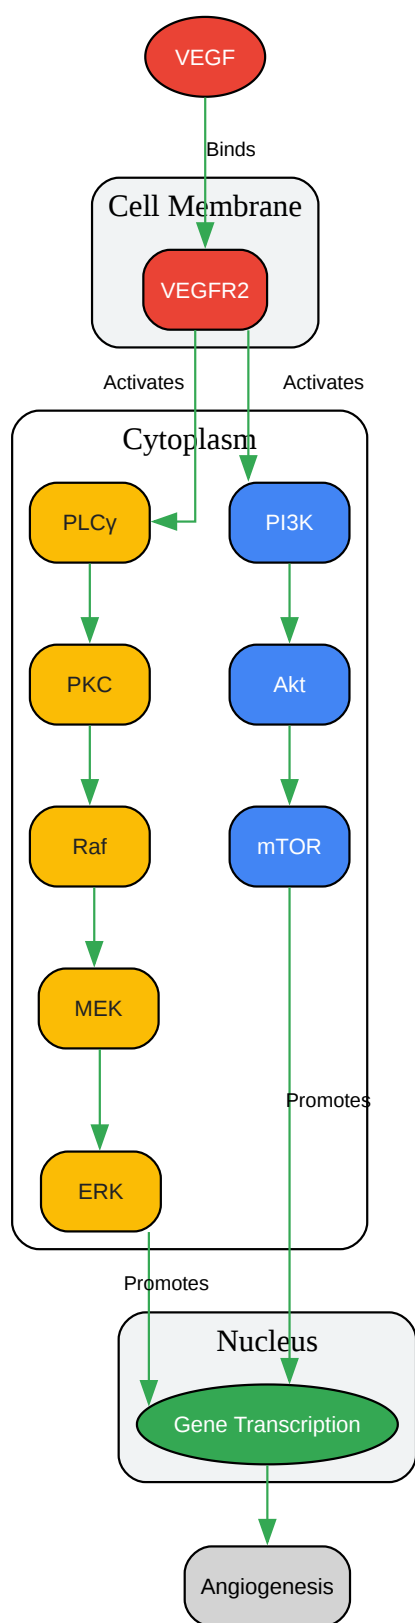 VEGF
Binds
Cell Membrane
VEGFR2
Activates
Activates
Cytoplasm
PLCγ
PI3K
PKC
Akt
Raf
mTOR
MEK
Promotes
ERK
Promotes
Nucleus
Gene Transcription
Angiogenesis